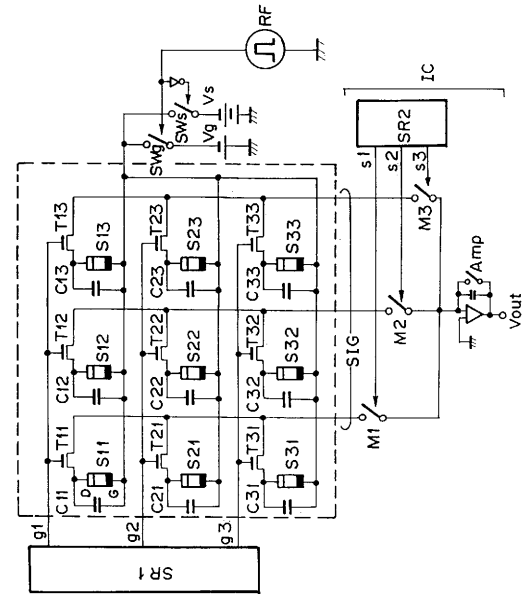 SR1
g1
g2
g3
C11
T11
D
G
S11
C12
T12
S12
C13
T13
S13
C21
T21
S21
C22
T22
S22
C23
T23
S23
C31
T31
S31
C32
T32
S32
C33
T33
S33
SWg
Vg
SWs
Vs
RF
SIG
IC
M1
M2
M3
s1
s2
s3
SR2
Amp
Vout